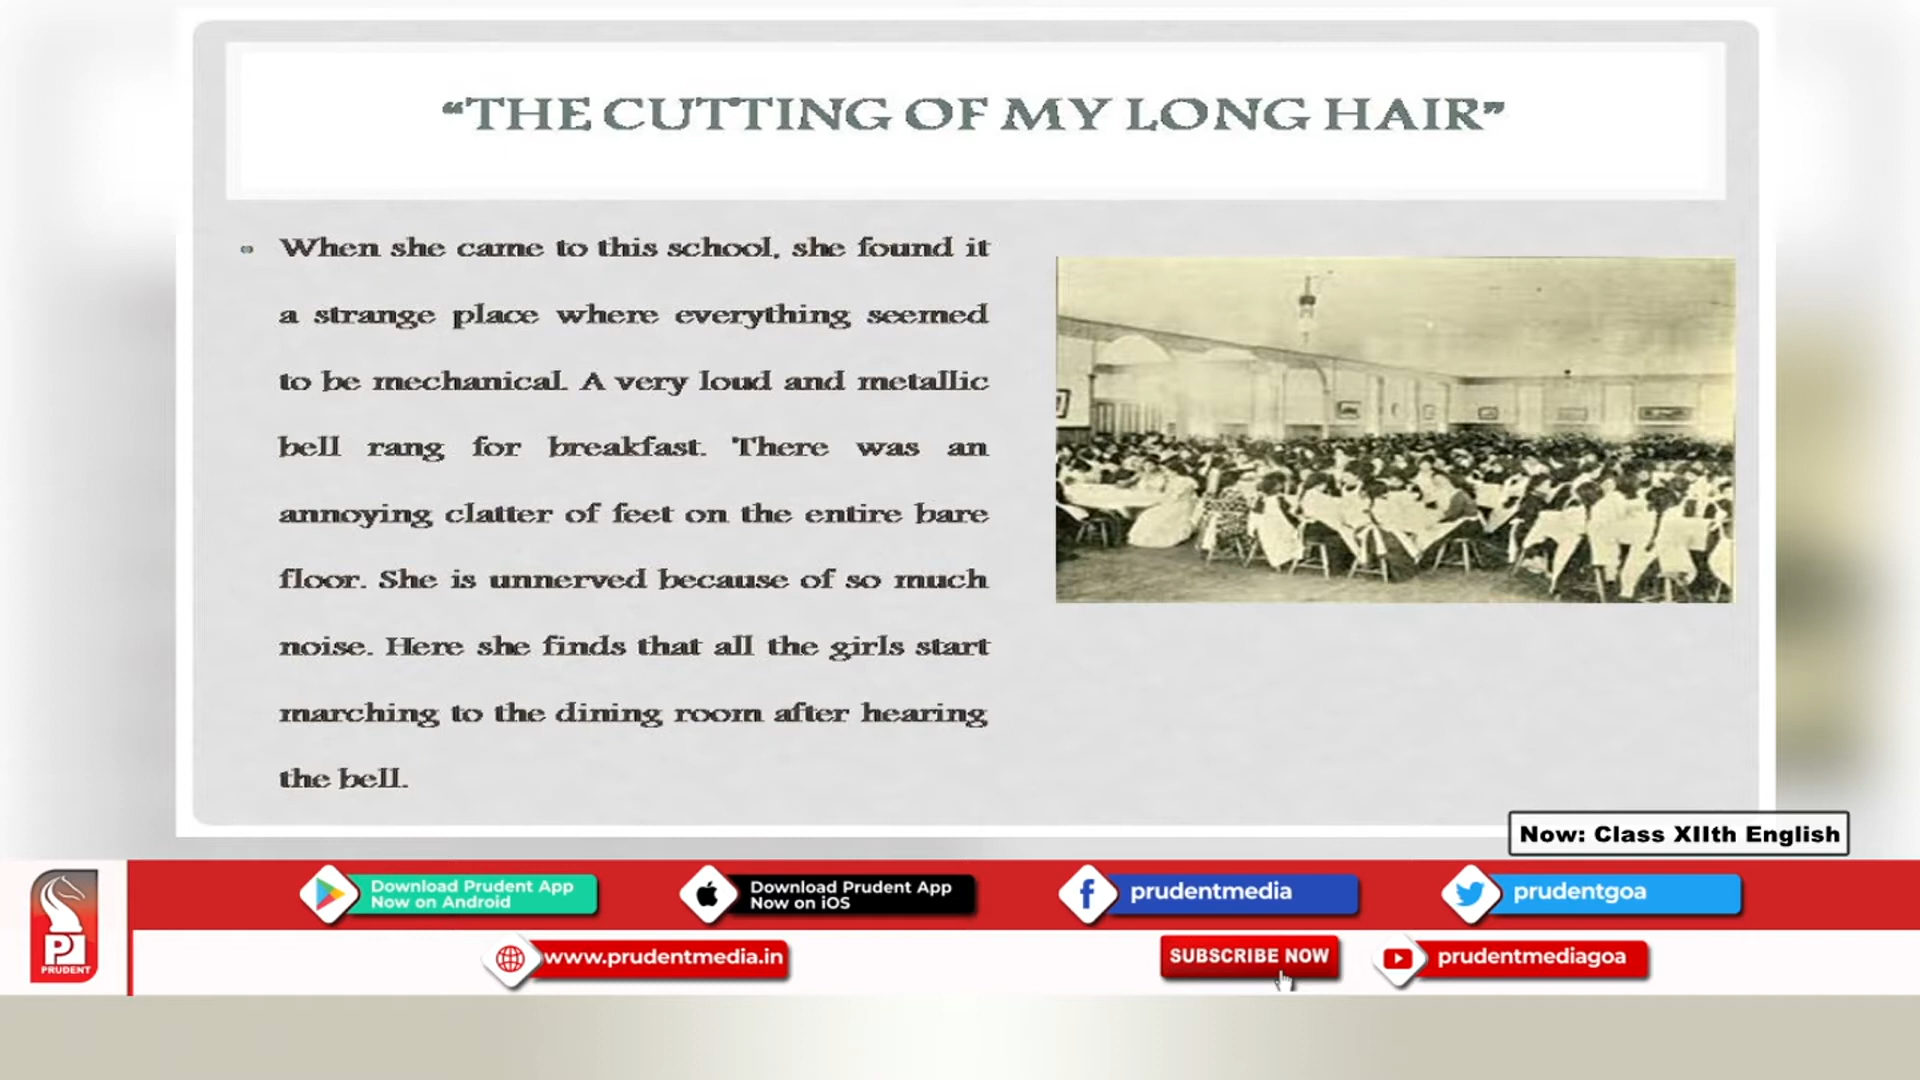 “THE CUTTING OF MY LONG HAIR”
When she came to this school, she found it
a strange place where everything seemed
to be mechanical. A very loud and metallic
bell rang for breakfast. There was an
annoying clatter of feet on the entire bare
floor. She is unnerved because of so much
noise. Here she finds that all the girls start
marching to the dining room after hearing
the bell.
Now: Class XIIth English
Download Prudent App
Now on Android
Download Prudent App
Now on iOS
prudentmedia
prudentgoa
PRUDENT
www.prudentmedia.in
SUBSCRIBE NOW
prudentmediagoa